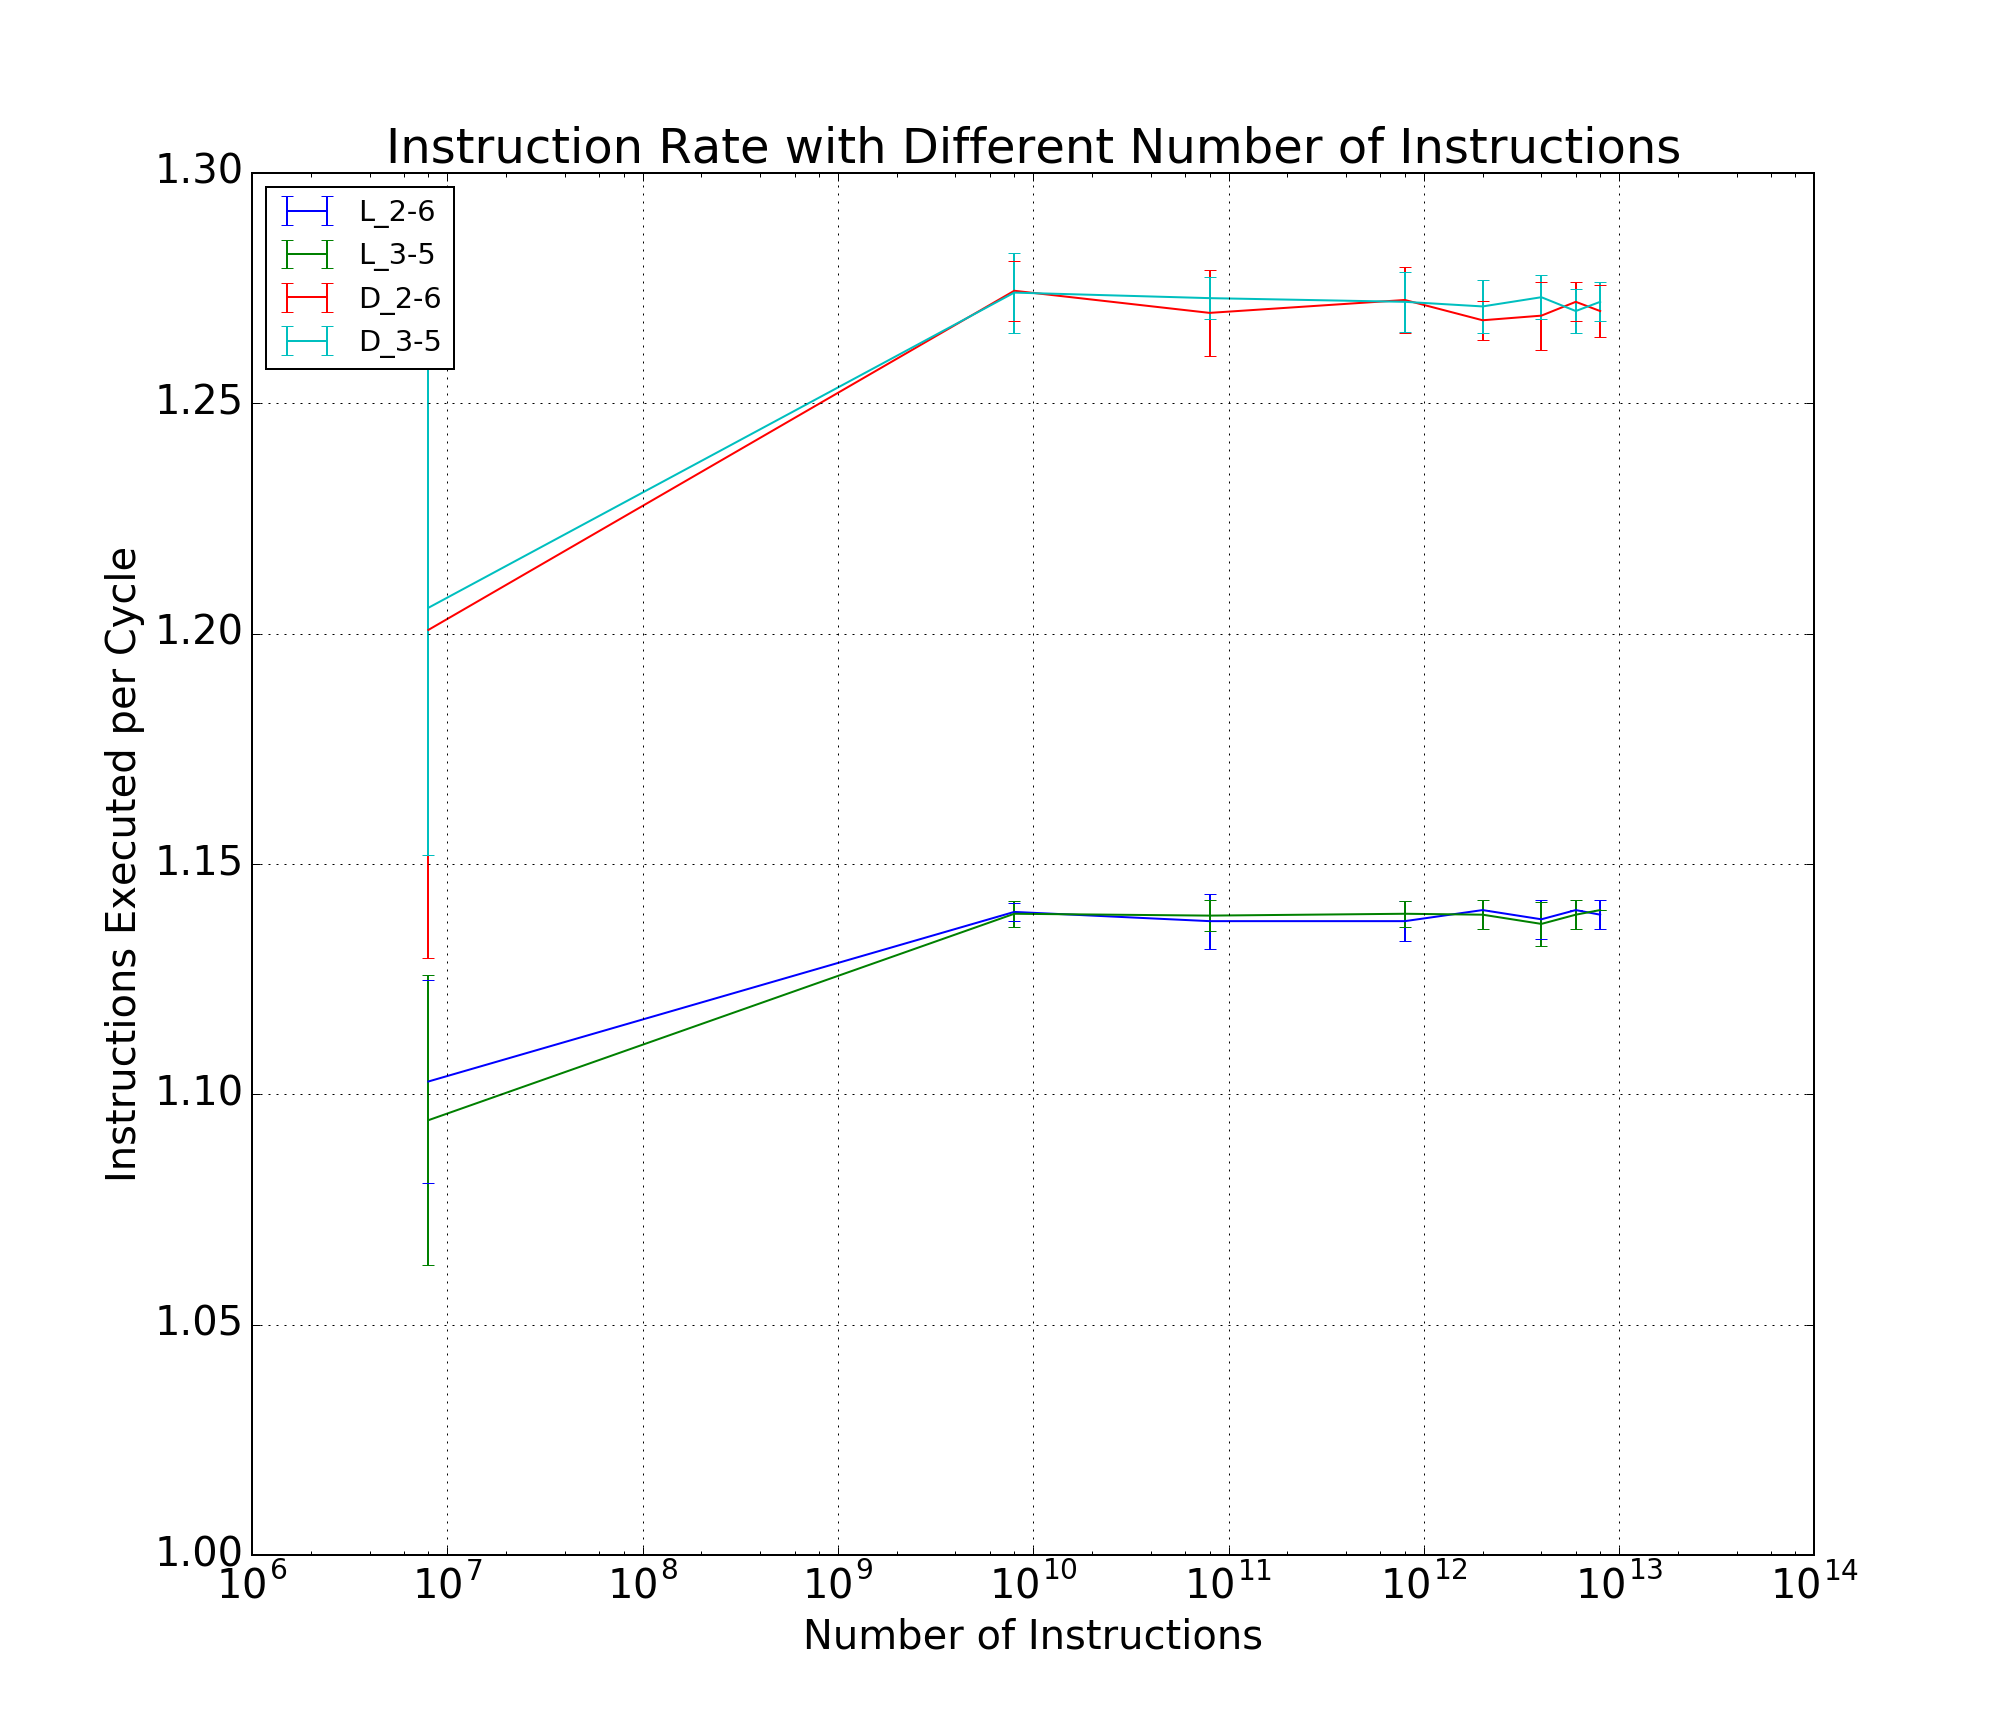 Instruction Rate with Different Number of Instructions
1.30
L_2-6
L_3-5
D_2-6
D_3-5
1.25
1.20
1.15
1.10
1.05
1.00
Instructions Executed per Cycle
10^6 10^7 10^8 10^9 10^10 10^11 10^12 10^13 10^14
Number of Instructions